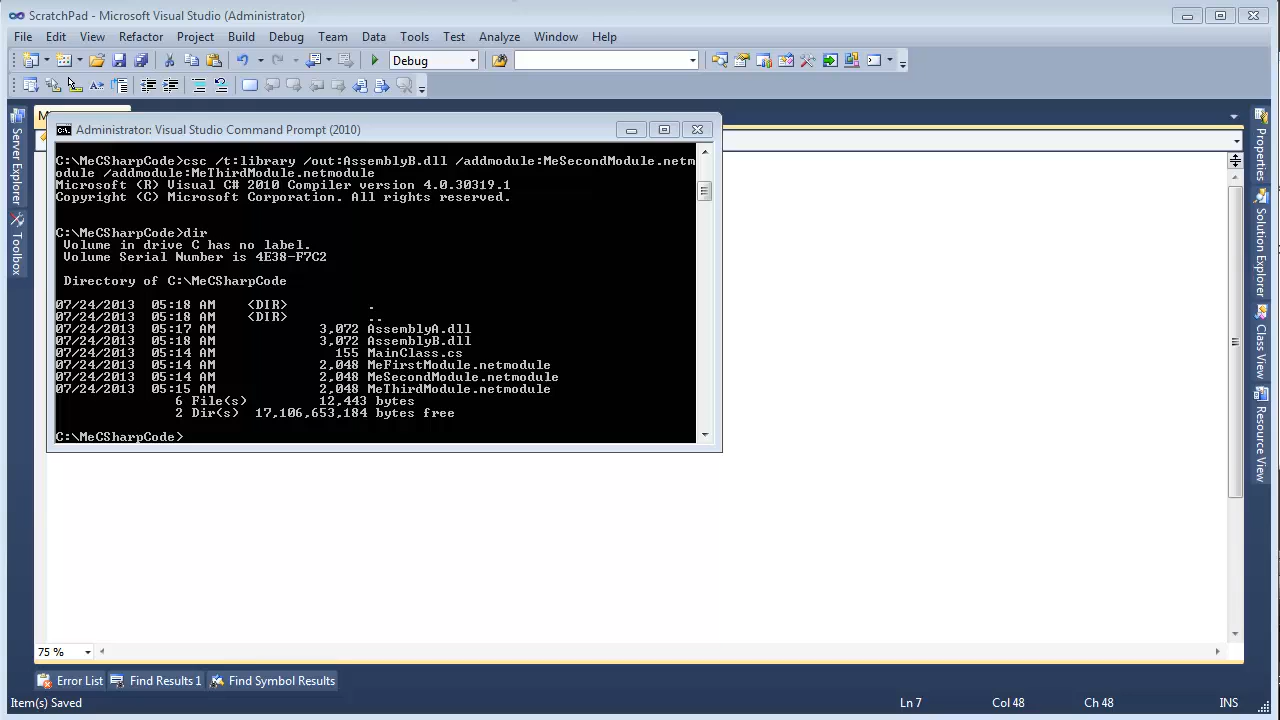 ScratchPad - Microsoft Visual Studio (Administrator)
File Edit View Refactor Project Build Debug Team Data Tools Test Analyze Window Help
Debug
Administrator: Visual Studio Command Prompt (2010)
C:\MeCSharpCode>csc /t:library /out:AssemblyB.dll /addmodule:MeSecondModule.netm
odule /addmodule:MeThirdModule.netmodule
Microsoft (R) Visual C# 2010 Compiler version 4.0.30319.1
Copyright (C) Microsoft Corporation. All rights reserved.
C:\MeCSharpCode>dir
Volume in drive C has no label.
Volume Serial Number is 4E38-F7C2
Directory of C:\MeCSharpCode
07/24/2013 05:18 AM <DIR> .
07/24/2013 05:18 AM <DIR> ..
07/24/2013 05:17 AM 3,072 AssemblyA.dll
07/24/2013 05:18 AM 3,072 AssemblyB.dll
07/24/2013 05:14 AM 155 MainClass.cs
07/24/2013 05:14 AM 2,048 MeFirstModule.netmodule
07/24/2013 05:14 AM 2,048 MeSecondModule.netmodule
07/24/2013 05:15 AM 2,048 MeThirdModule.netmodule
6 File(s) 12,443 bytes
2 Dir(s) 17,106,653,184 bytes free
C:\MeCSharpCode>
Server Explorer
Toolbox
Properties
Solution Explorer
Class View
Resource View
75 %
Error List Find Results 1 Find Symbol Results
Item(s) Saved Ln 7 Col 48 Ch 48 INS